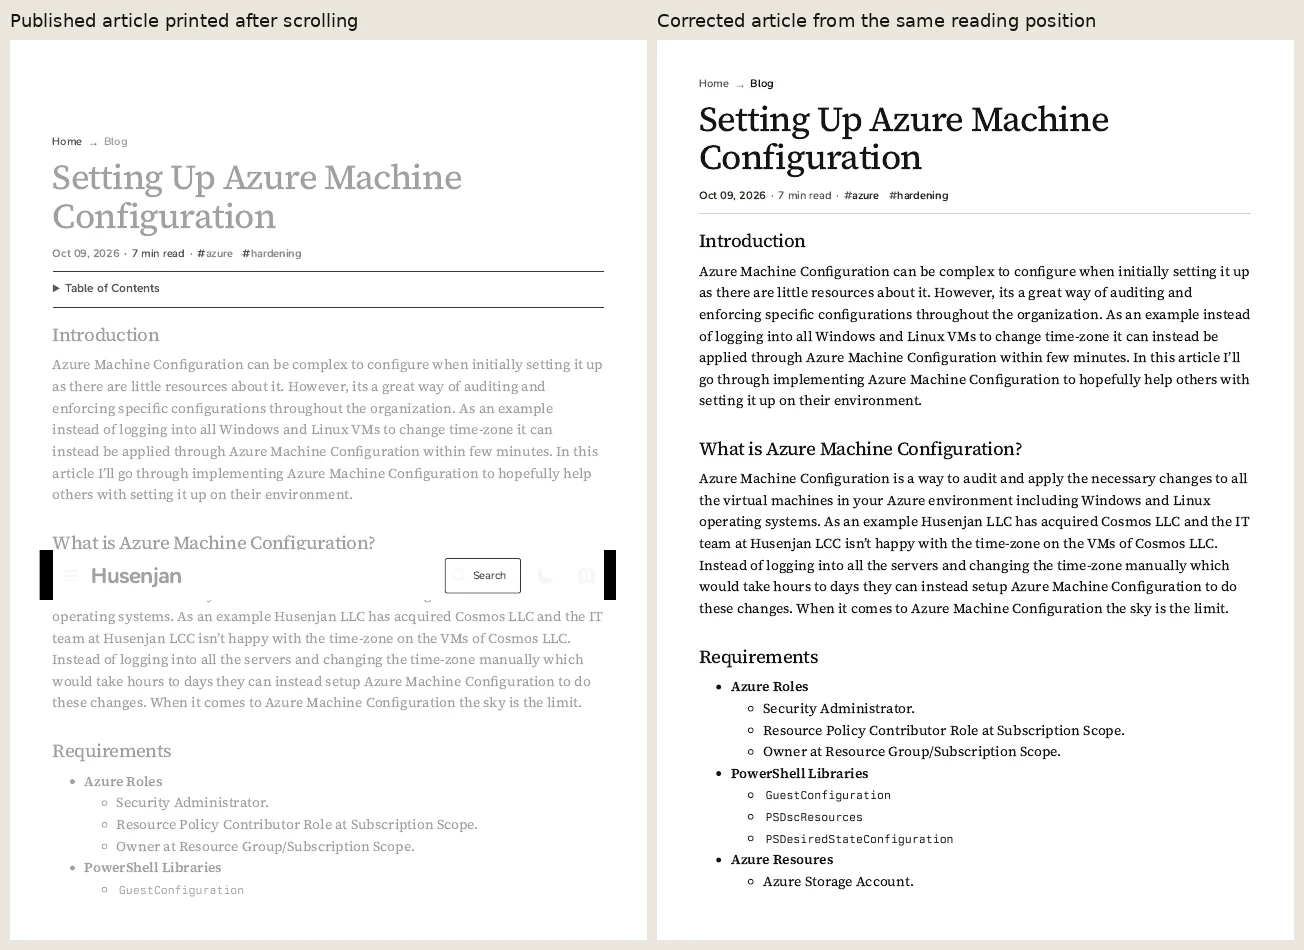 Published article printed after scrolling
Home → Blog
Setting Up Azure Machine
Configuration
Oct 09, 2026 · 7 min read · #azure #hardening
▶ Table of Contents
Introduction
Azure Machine Configuration can be complex to configure when initially setting it up
as there are little resources about it. However, its a great way of auditing and
enforcing specific configurations throughout the organization. As an example
instead of logging into all Windows and Linux VMs to change time-zone it can
instead be applied through Azure Machine Configuration within few minutes. In this
article I’ll go through implementing Azure Machine Configuration to hopefully help
others with setting it up on their environment.
What is Azure Machine Configuration?
Husenjan
Search
operating systems. As an example Husenjan LLC has acquired Cosmos LLC and the IT
team at Husenjan LCC isn’t happy with the time-zone on the VMs of Cosmos LLC.
Instead of logging into all the servers and changing the time-zone manually which
would take hours to days they can instead setup Azure Machine Configuration to do
these changes. When it comes to Azure Machine Configuration the sky is the limit.
Requirements
• Azure Roles
◦ Security Administrator.
◦ Resource Policy Contributor Role at Subscription Scope.
◦ Owner at Resource Group/Subscription Scope.
• PowerShell Libraries
◦ GuestConfiguration
Corrected article from the same reading position
Home → Blog
Setting Up Azure Machine
Configuration
Oct 09, 2026 · 7 min read · #azure #hardening
Introduction
Azure Machine Configuration can be complex to configure when initially setting it up
as there are little resources about it. However, its a great way of auditing and
enforcing specific configurations throughout the organization. As an example instead
of logging into all Windows and Linux VMs to change time-zone it can instead be
applied through Azure Machine Configuration within few minutes. In this article I’ll
go through implementing Azure Machine Configuration to hopefully help others with
setting it up on their environment.
What is Azure Machine Configuration?
Azure Machine Configuration is a way to audit and apply the necessary changes to all
the virtual machines in your Azure environment including Windows and Linux
operating systems. As an example Husenjan LLC has acquired Cosmos LLC and the IT
team at Husenjan LCC isn’t happy with the time-zone on the VMs of Cosmos LLC.
Instead of logging into all the servers and changing the time-zone manually which
would take hours to days they can instead setup Azure Machine Configuration to do
these changes. When it comes to Azure Machine Configuration the sky is the limit.
Requirements
• Azure Roles
◦ Security Administrator.
◦ Resource Policy Contributor Role at Subscription Scope.
◦ Owner at Resource Group/Subscription Scope.
• PowerShell Libraries
◦ GuestConfiguration
◦ PSDscResources
◦ PSDesiredStateConfiguration
• Azure Resoures
◦ Azure Storage Account.